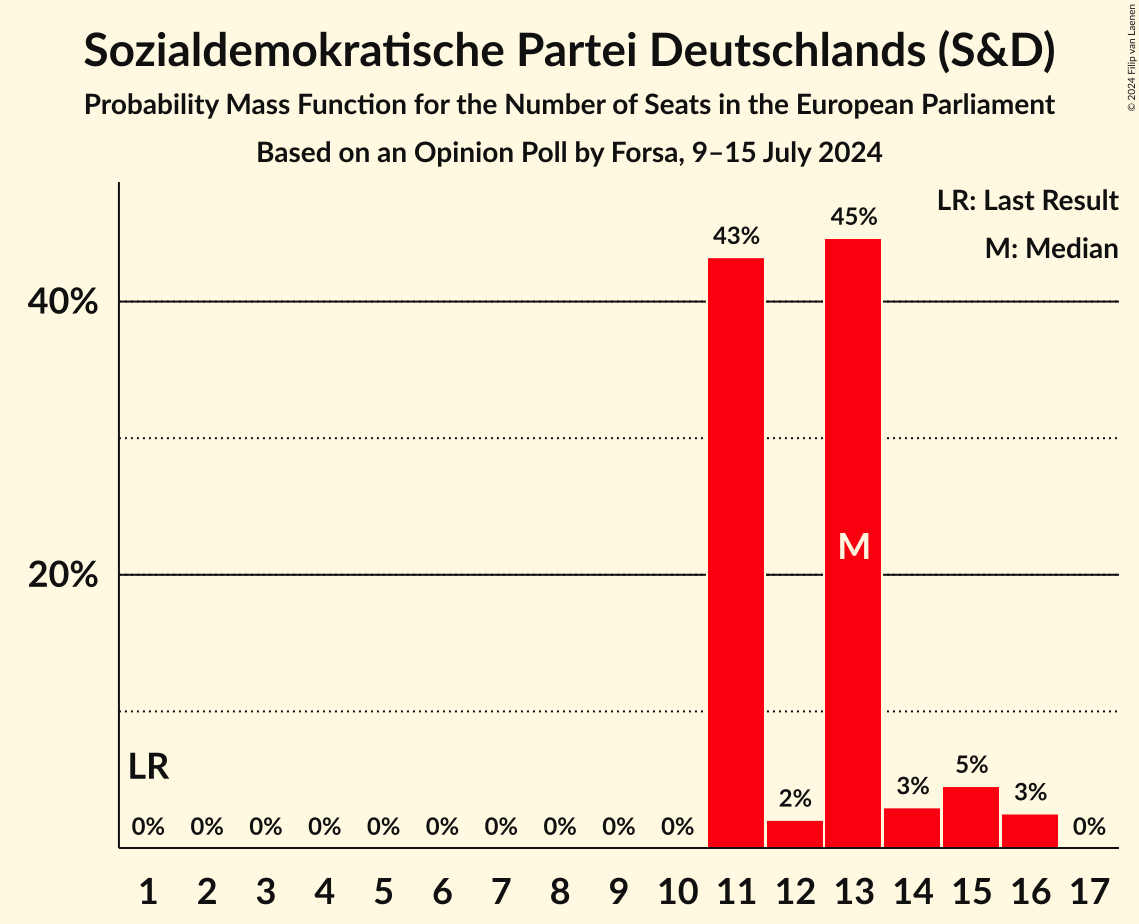 Sozialdemokratische Partei Deutschlands (S&D)
Probability Mass Function for the Number of Seats in the European Parliament
Based on an Opinion Poll by Forsa, 9–15 July 2024
© 2024 Filip van Laenen
LR: Last Result
M: Median
45%
43%
40%
M
20%
LR
5%
3%
3%
2%
0% 0% 0% 0% 0% 0% 0% 0% 0% 0% 0%
1 2 3 4 5 6 7 8 9 10 11 12 13 14 15 16 17